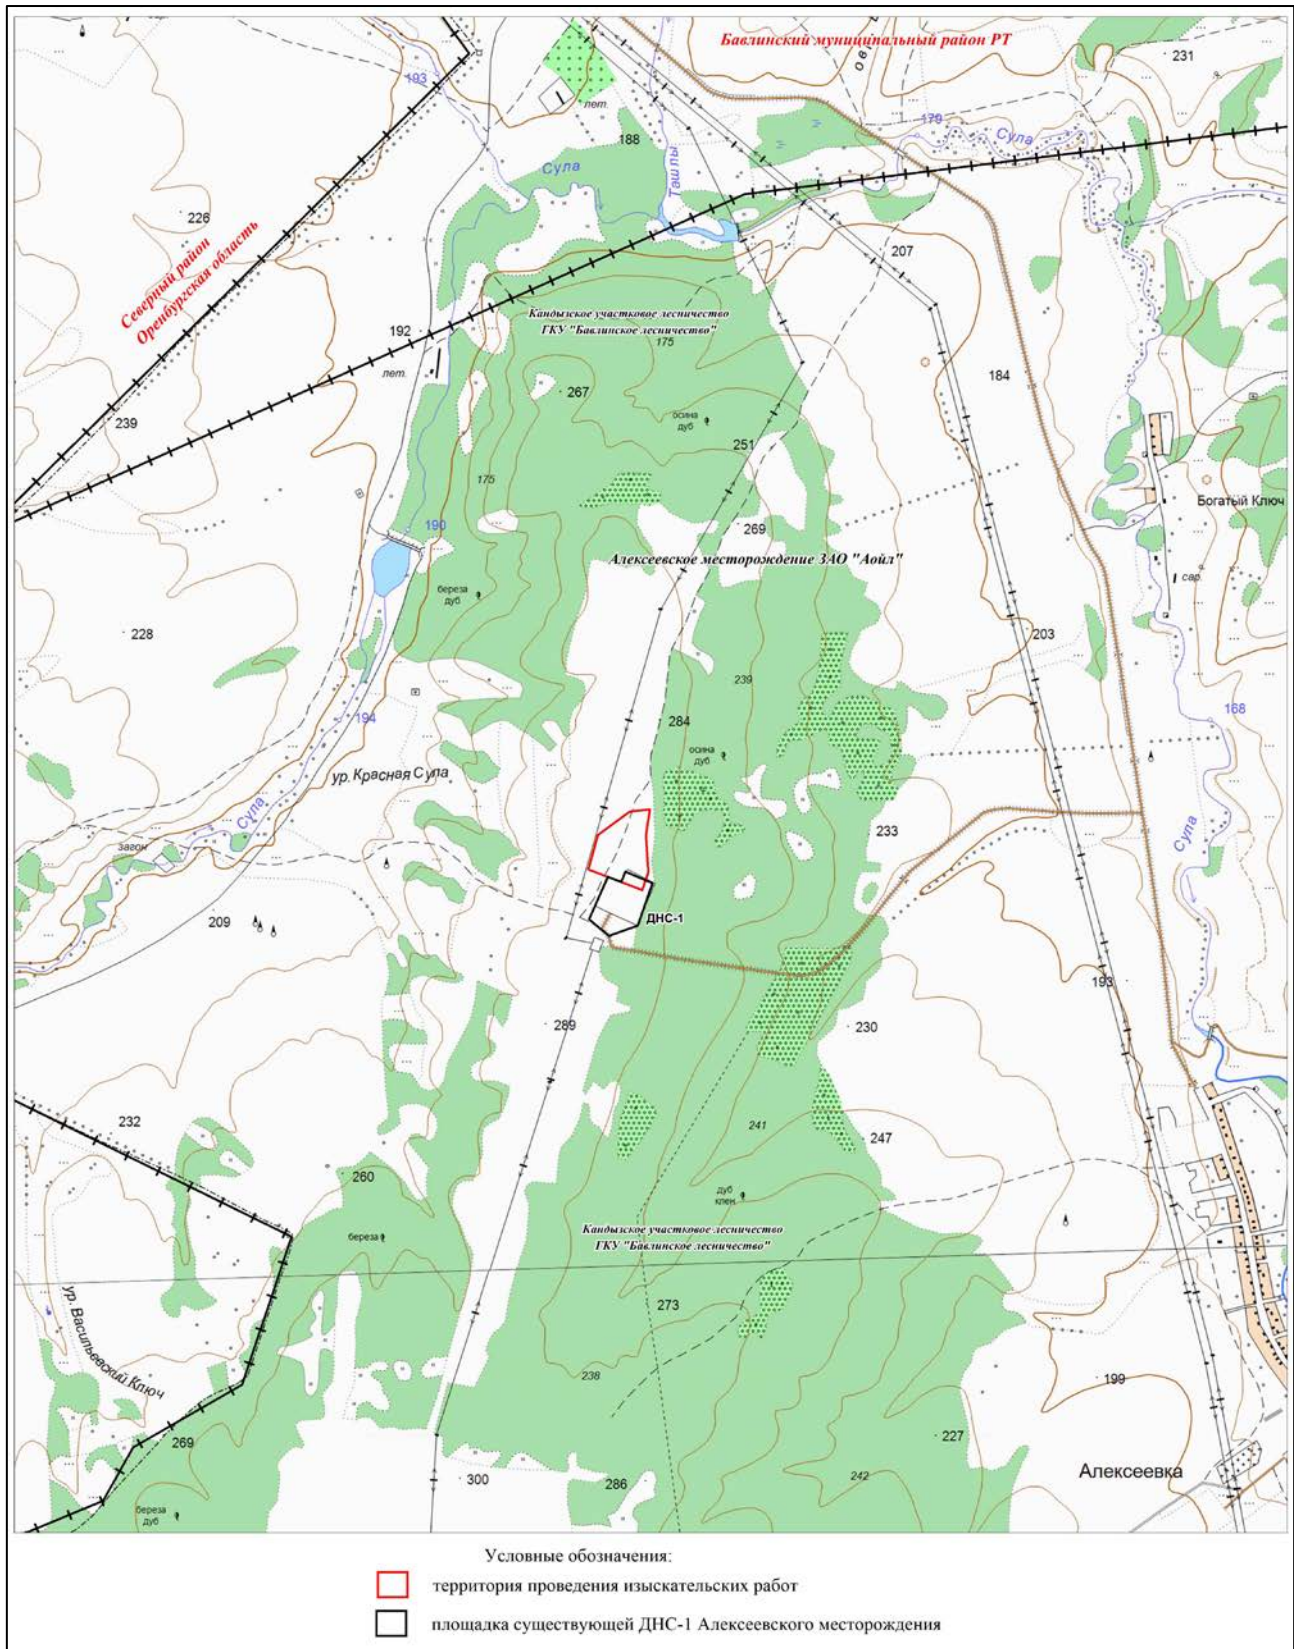 Бавлинский муниципальный район РТ
231
193
лет.
188
179
Сула
Сула
Ташлы
226
Северный район
Оренбургская область
207
Кандызское участковое лесничество
ГКУ "Бавлинское лесничество"
175
192
лет.
184
267
239
осина
дуб
251
175
Богатый Ключ
190
269
Алексеевское месторождение ЗАО "Аойл"
сар.
береза
дуб
228
203
239
194
284
168
осина
дуб
ур. Красная Сула
Сула
Сула
233
загон
209
ДНС-1
193
289
230
232
241
247
260
дуб
клен
Кандызское участковое лесничество
ГКУ "Бавлинское лесничество"
береза
273
ур. Васильевский Ключ
238
199
269
227
Алексеевка
300
286
242
береза
дуб
Условные обозначения:
территория проведения изыскательских работ
площадка существующей ДНС-1 Алексеевского месторождения